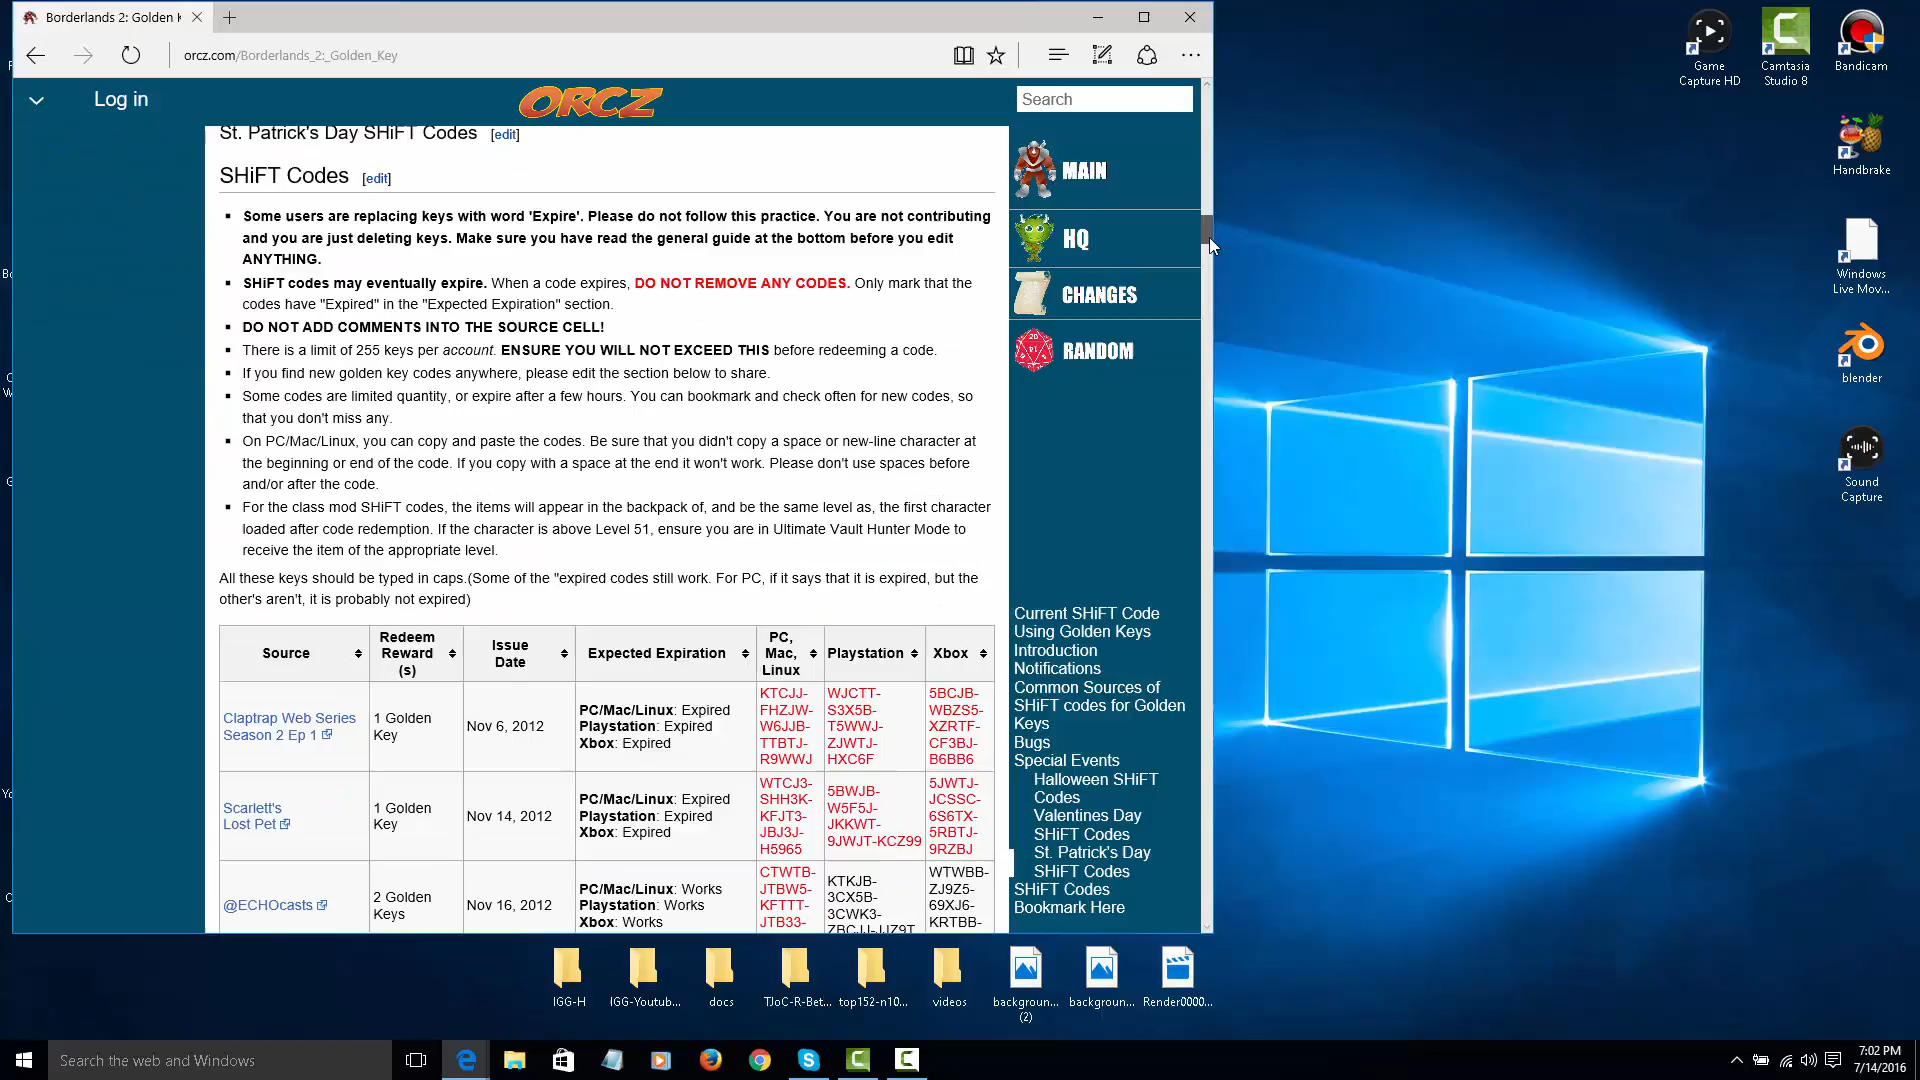 Borderlands 2: Golden K
orcz.com/Borderlands_2:_Golden_Key
Log in
ORCZ
Search
St. Patrick's Day SHiFT Codes [edit]
SHiFT Codes [edit]
Some users are replacing keys with word 'Expire'. Please do not follow this practice. You are not contributing
and you are just deleting keys. Make sure you have read the general guide at the bottom before you edit
ANYTHING.
SHiFT codes may eventually expire. When a code expires, DO NOT REMOVE ANY CODES. Only mark that the
codes have "Expired" in the "Expected Expiration" section.
DO NOT ADD COMMENTS INTO THE SOURCE CELL!
There is a limit of 255 keys per account. ENSURE YOU WILL NOT EXCEED THIS before redeeming a code.
If you find new golden key codes anywhere, please edit the section below to share.
Some codes are limited quantity, or expire after a few hours. You can bookmark and check often for new codes, so
that you don't miss any.
On PC/Mac/Linux, you can copy and paste the codes. Be sure that you didn't copy a space or new-line character at
the beginning or end of the code. If you copy with a space at the end it won't work. Please don't use spaces before
and/or after the code.
For the class mod SHiFT codes, the items will appear in the backpack of, and be the same level as, the first character
loaded after code redemption. If the character is above Level 51, ensure you are in Ultimate Vault Hunter Mode to
receive the item of the appropriate level.
All these keys should be typed in caps.(Some of the "expired codes still work. For PC, if it says that it is expired, but the
other's aren't, it is probably not expired)
Source
Redeem
Reward
(s)
Issue
Date
Expected Expiration
PC,
Mac,
Linux
Playstation
Xbox
Claptrap Web Series
Season 2 Ep 1
1 Golden
Key
Nov 6, 2012
PC/Mac/Linux: Expired
Playstation: Expired
Xbox: Expired
KTCJJ-
FHZJW-
W6JJB-
TTBTJ-
R9WWJ
WJCTT-
S3X5B-
T5WWJ-
ZJWTJ-
HXC6F
5BCJB-
WBZS5-
XZRTF-
CF3BJ-
B6BB6
Scarlett's
Lost Pet
1 Golden
Key
Nov 14, 2012
PC/Mac/Linux: Expired
Playstation: Expired
Xbox: Expired
WTCJ3-
SHH3K-
KFJT3-
JBJ3J-
H5965
5BWJB-
W5F5J-
JKKWT-
9JWJT-KCZ99
5JWTJ-
JCSSC-
6S6TX-
5RBTJ-
9RZBJ
@ECHOcasts
2 Golden
Keys
Nov 16, 2012
PC/Mac/Linux: Works
Playstation: Works
Xbox: Works
CTWTB-
JTBW5-
KFTTT-
JTB33-
KTKJB-
3CX5B-
3CWK3-
ZBCJJ-JJZ9T
WTWBB-
ZJ9Z5-
69XJ6-
KRTBB-
MAIN
HQ
CHANGES
RANDOM
Current SHiFT Code
Using Golden Keys
Introduction
Notifications
Common Sources of
SHiFT codes for Golden
Keys
Bugs
Special Events
Halloween SHiFT
Codes
Valentines Day
SHiFT Codes
St. Patrick's Day
SHiFT Codes
SHiFT Codes
Bookmark Here
Game
Capture HD
Camtasia
Studio 8
Bandicam
Handbrake
Windows
Live Mov...
blender
Sound
Capture
IGG-H
IGG-Youtub...
docs
TJoC-R-Bet...
top152-n10...
videos
backgroun...
(2)
backgroun...
Render0000...
Search the web and Windows
7:02 PM
7/14/2016